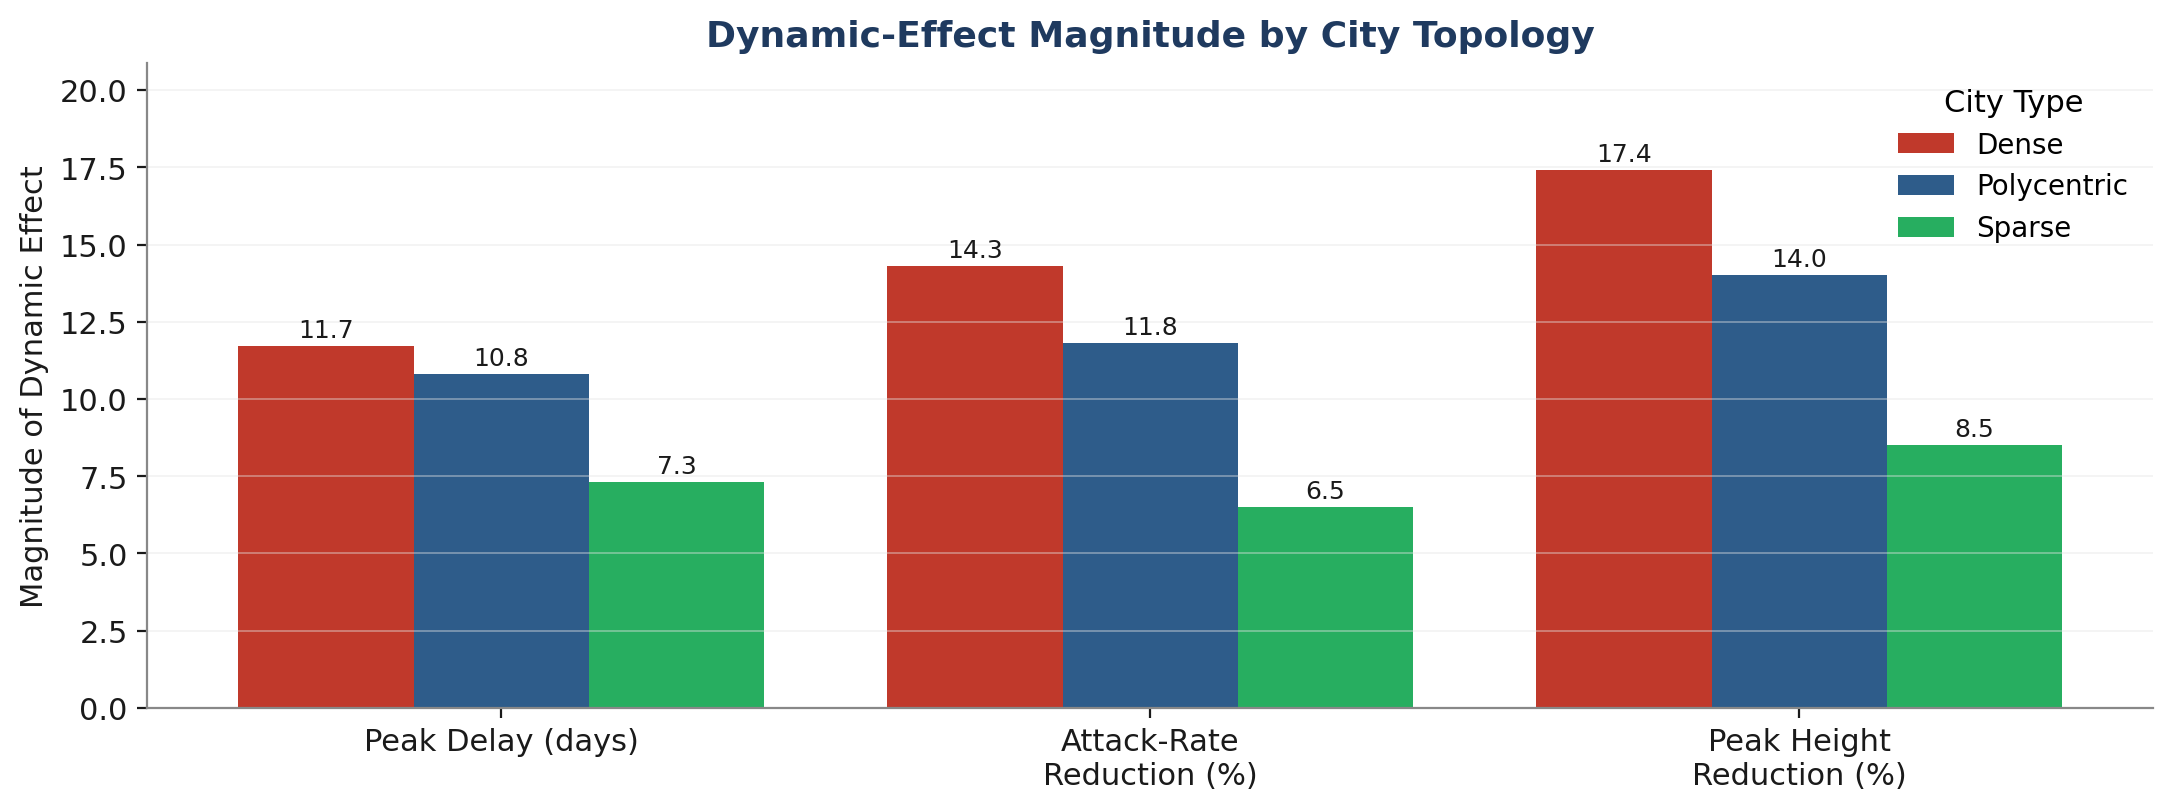 Dynamic-Effect Magnitude by City Topology
Magnitude of Dynamic Effect
20.0
17.5
15.0
12.5
10.0
7.5
5.0
2.5
0.0
City Type
Dense
Polycentric
Sparse
11.7
10.8
7.3
14.3
11.8
6.5
17.4
14.0
8.5
Peak Delay (days)
Attack-Rate
Reduction (%)
Peak Height
Reduction (%)